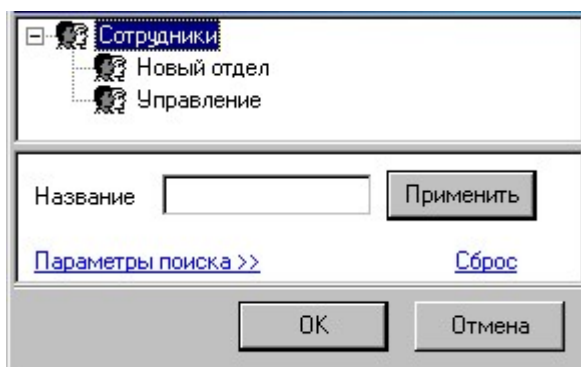 Сотрудники
Новый отдел
Управление
Название Применить
Параметры поиска >> Сброс
OK Отмена